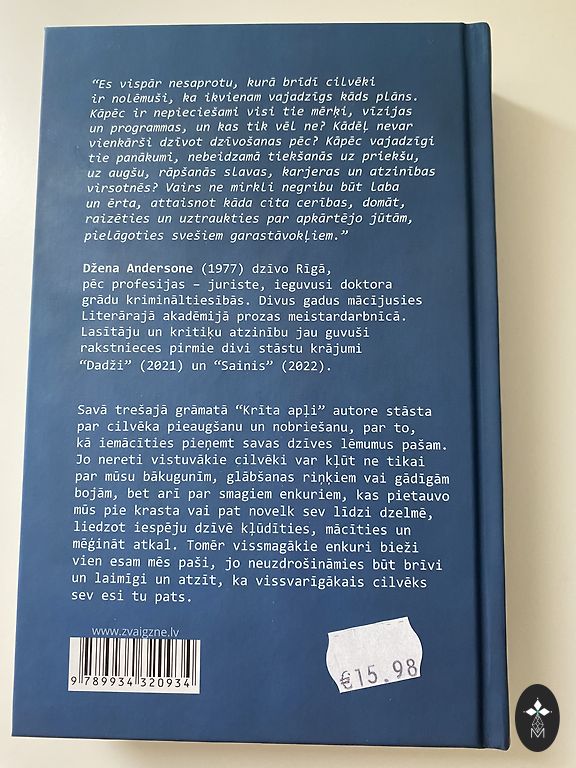 “Es vispār nesaprotu, kurā brīdī cilvēki
ir nolēmuši, ka ikvienam vajadzīgs kāds plāns.
Kāpēc ir nepieciešami visi tie mērķi, vīzijas
un programmas, un kas tik vēl ne? Kādēļ nevar
vienkārši dzīvot dzīvošanas pēc? Kāpēc vajadzīgi
tie panākumi, nebeidzamā tiekšanās uz priekšu,
uz augšu, rāpšanās slavas, karjeras un atzinības
virsotnēs? Vairs ne mirkli negribu būt laba
un ērta, attaisnot kāda cita cerības, domāt,
raizēties un uztraukties par apkārtējo jūtām,
pielāgoties svešiem garastāvokļiem.”
Džena Andersone (1977) dzīvo Rīgā,
pēc profesijas – juriste, ieguvusi doktora
grādu krimināltiesībās. Divus gadus mācījusies
Literārajā akadēmijā prozas meistardarbnīcā.
Lasītāju un kritiķu atzinību jau guvuši
rakstnieces pirmie divi stāstu krājumi
“Dadži” (2021) un “Sainis” (2022).
Savā trešajā grāmatā “Krīta apļi” autore stāsta
par cilvēka pieaugšanu un nobriešanu, par to,
kā iemācīties pieņemt savas dzīves lēmumus pašam.
Jo nereti vistuvākie cilvēki var kļūt ne tikai
par mūsu bākugunīm, glābšanas riņķiem vai gādīgām
bojām, bet arī par smagiem enkuriem, kas pietauvo
mūs pie krasta vai pat novelk sev līdzi dzelmē,
liedzot iespēju dzīvē kļūdīties, mācīties un
mēģināt atkal. Tomēr vissmagākie enkuri bieži
vien esam mēs paši, jo neuzdrošināmies būt brīvi
un laimīgi un atzīt, ka vissvarīgākais cilvēks
sev esi tu pats.
www.zvaigzne.lv
9 789934 320934
€15.98